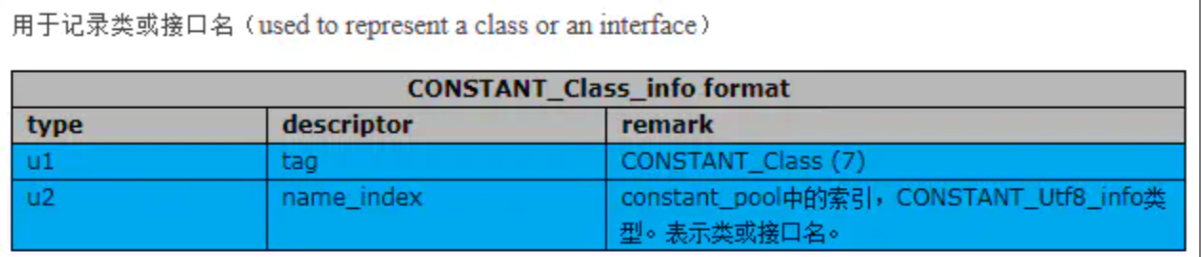 用于记录类或接口名（used to represent a class or an interface）
CONSTANT_Class_info format
type descriptor remark
u1 tag CONSTANT_Class (7)
u2 name_index constant_pool中的索引，CONSTANT_Utf8_info类
型。表示类或接口名。